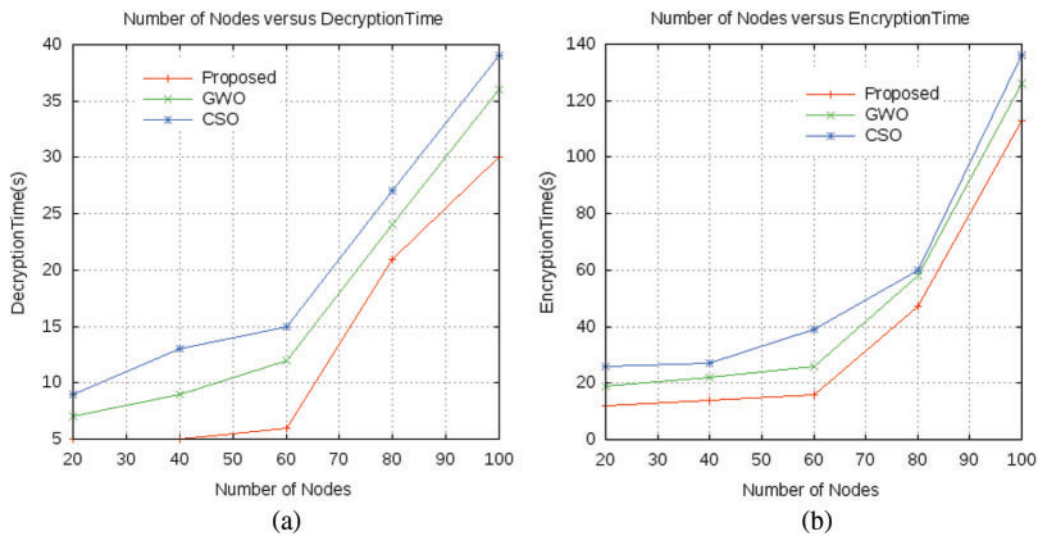 Number of Nodes versus DecryptionTime
40
35
30
25
20
15
10
5
DecryptionTime(s)
Proposed
GWO
CSO
20 30 40 50 60 70 80 90 100
Number of Nodes
(a)
Number of Nodes versus EncryptionTime
140
120
100
80
60
40
20
0
EncryptionTime(s)
Proposed
GWO
CSO
20 30 40 50 60 70 80 90 100
Number of Nodes
(b)